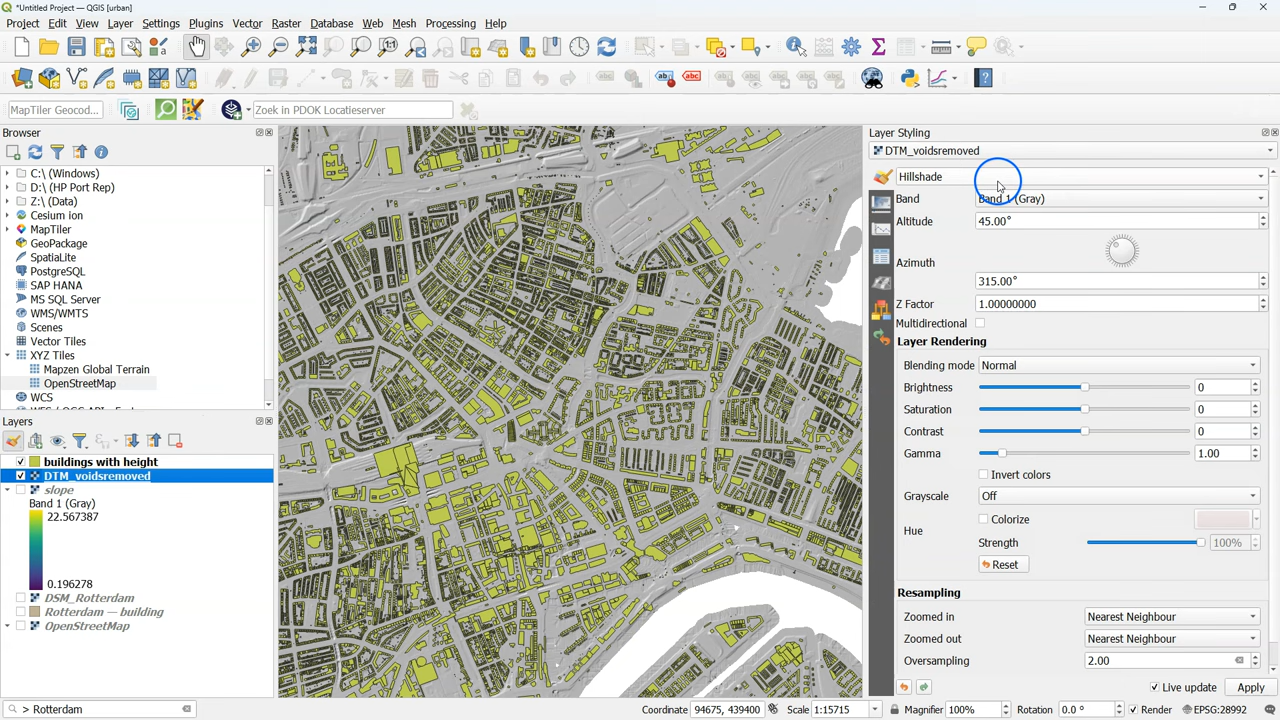 *Untitled Project — QGIS [urban]
Project Edit View Layer Settings Plugins Vector Raster Database Web Mesh Processing Help
MapTiler Geocod...
Zoek in PDOK Locatieserver
Browser
C:\ (Windows)
D:\ (HP Port Rep)
Z:\ (Data)
Cesium ion
MapTiler
GeoPackage
SpatiaLite
PostgreSQL
SAP HANA
MS SQL Server
WMS/WMTS
Scenes
Vector Tiles
XYZ Tiles
Mapzen Global Terrain
OpenStreetMap
WCS
Layers
buildings with height
DTM_voidsremoved
slope
Band 1 (Gray)
22.567387
0.196278
DSM_Rotterdam
Rotterdam — building
OpenStreetMap
Layer Styling
DTM_voidsremoved
Hillshade
Band Band 1 (Gray)
Altitude 45.00°
Azimuth
315.00°
Z Factor 1.00000000
Multidirectional
Layer Rendering
Blending mode Normal
Brightness 0
Saturation 0
Contrast 0
Gamma 1.00
Invert colors
Grayscale Off
Hue Colorize
Strength 100%
Reset
Resampling
Zoomed in Nearest Neighbour
Zoomed out Nearest Neighbour
Oversampling 2.00
Live update Apply
> Rotterdam
Coordinate 94675, 439400 Scale 1:15715 Magnifier 100% Rotation 0.0 ° Render EPSG:28992